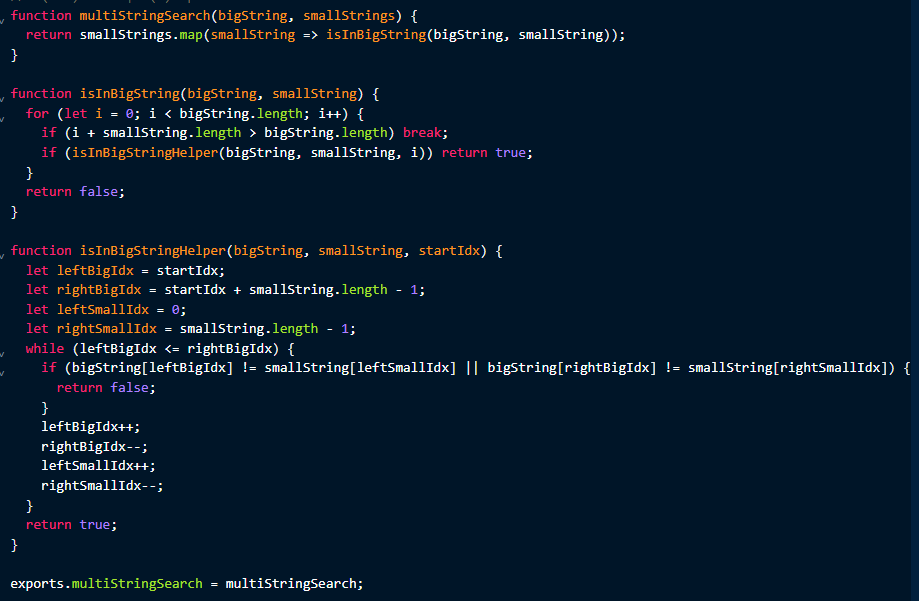 function multiStringSearch(bigString, smallStrings) {
  return smallStrings.map(smallString => isInBigString(bigString, smallString));
}

function isInBigString(bigString, smallString) {
  for (let i = 0; i < bigString.length; i++) {
    if (i + smallString.length > bigString.length) break;
    if (isInBigStringHelper(bigString, smallString, i)) return true;
  }
  return false;
}

function isInBigStringHelper(bigString, smallString, startIdx) {
  let leftBigIdx = startIdx;
  let rightBigIdx = startIdx + smallString.length - 1;
  let leftSmallIdx = 0;
  let rightSmallIdx = smallString.length - 1;
  while (leftBigIdx <= rightBigIdx) {
    if (bigString[leftBigIdx] != smallString[leftSmallIdx] || bigString[rightBigIdx] != smallString[rightSmallIdx]) {
      return false;
    }
    leftBigIdx++;
    rightBigIdx--;
    leftSmallIdx++;
    rightSmallIdx--;
  }
  return true;
}

exports.multiStringSearch = multiStringSearch;